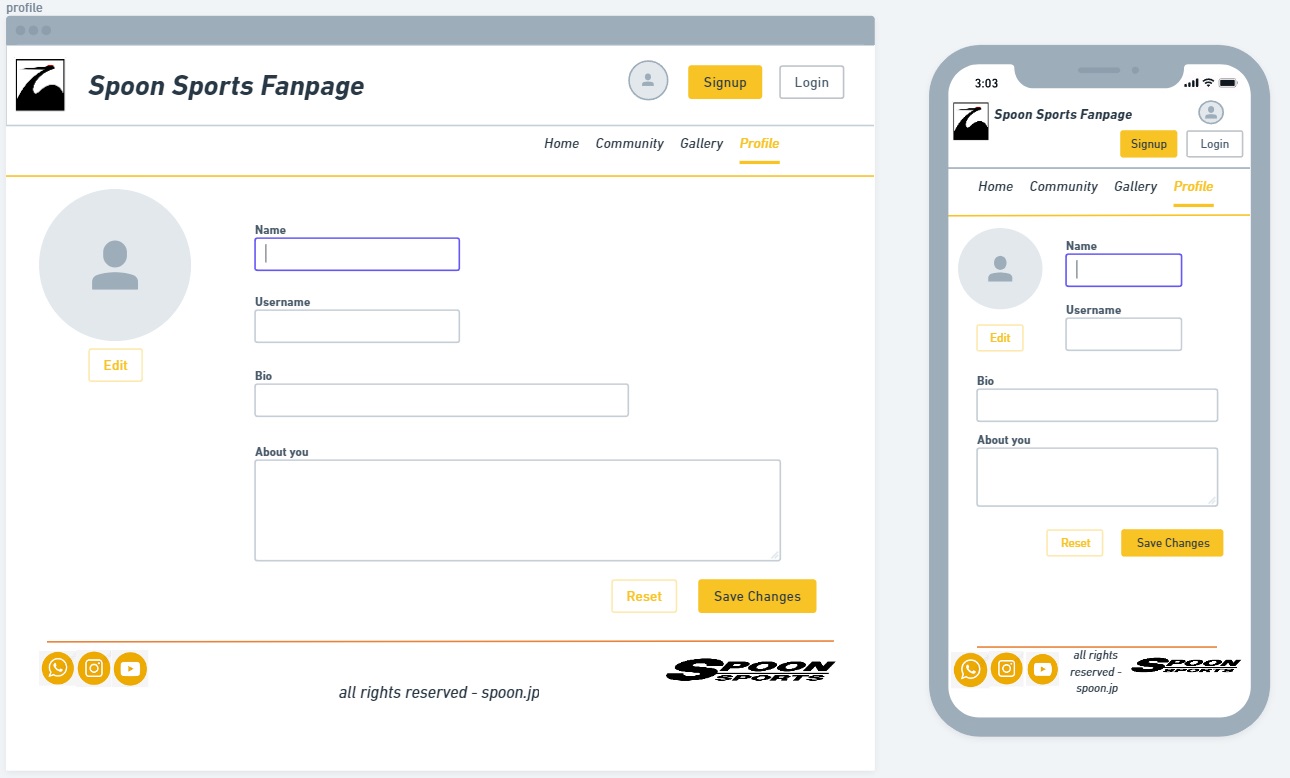 profile
Spoon Sports Fanpage
Signup
Login
Home Community Gallery Profile
Name
Username
Edit
Bio
About you
Reset
Save Changes
all rights reserved - spoon.jp
SPOON
SPORTS
3:03
Spoon Sports Fanpage
Signup
Login
Home Community Gallery Profile
Name
Username
Edit
Bio
About you
Reset
Save Changes
all rights
reserved -
spoon.jp
SPOON
SPORTS